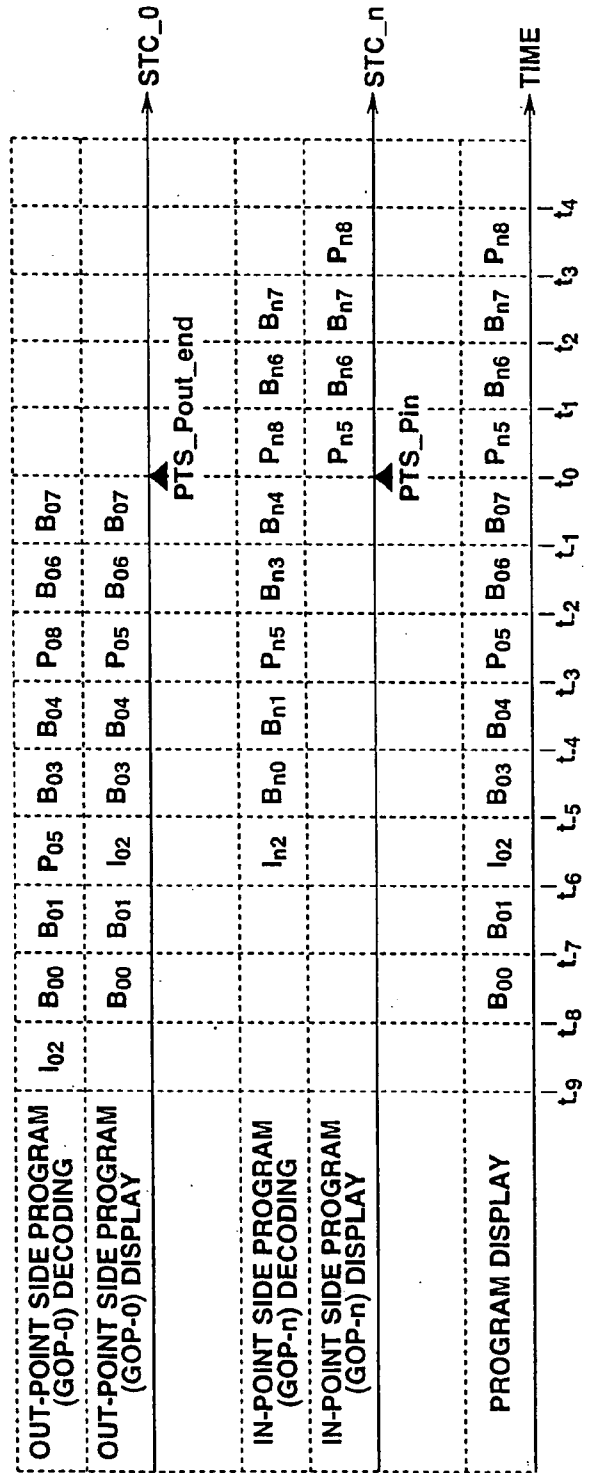 OUT-POINT SIDE PROGRAM
(GOP-0) DECODING
I02 B00 B01 P05 B03 B04 P08 B06 B07
OUT-POINT SIDE PROGRAM
(GOP-0) DISPLAY
B00 B01 I02 B03 B04 P05 B06 B07
STC_0
PTS_Pout_end
IN-POINT SIDE PROGRAM
(GOP-n) DECODING
In2 Bn0 Bn1 Pn5 Bn3 Bn4 Pn8 Bn6 Bn7
IN-POINT SIDE PROGRAM
(GOP-n) DISPLAY
Pn5 Bn6 Bn7 Pn8
STC_n
PTS_Pin
PROGRAM DISPLAY
B00 B01 I02 B03 B04 P05 B06 B07 Pn5 Bn6 Bn7 Pn8
TIME
t-9 t-8 t-7 t-6 t-5 t-4 t-3 t-2 t-1 t0 t1 t2 t3 t4